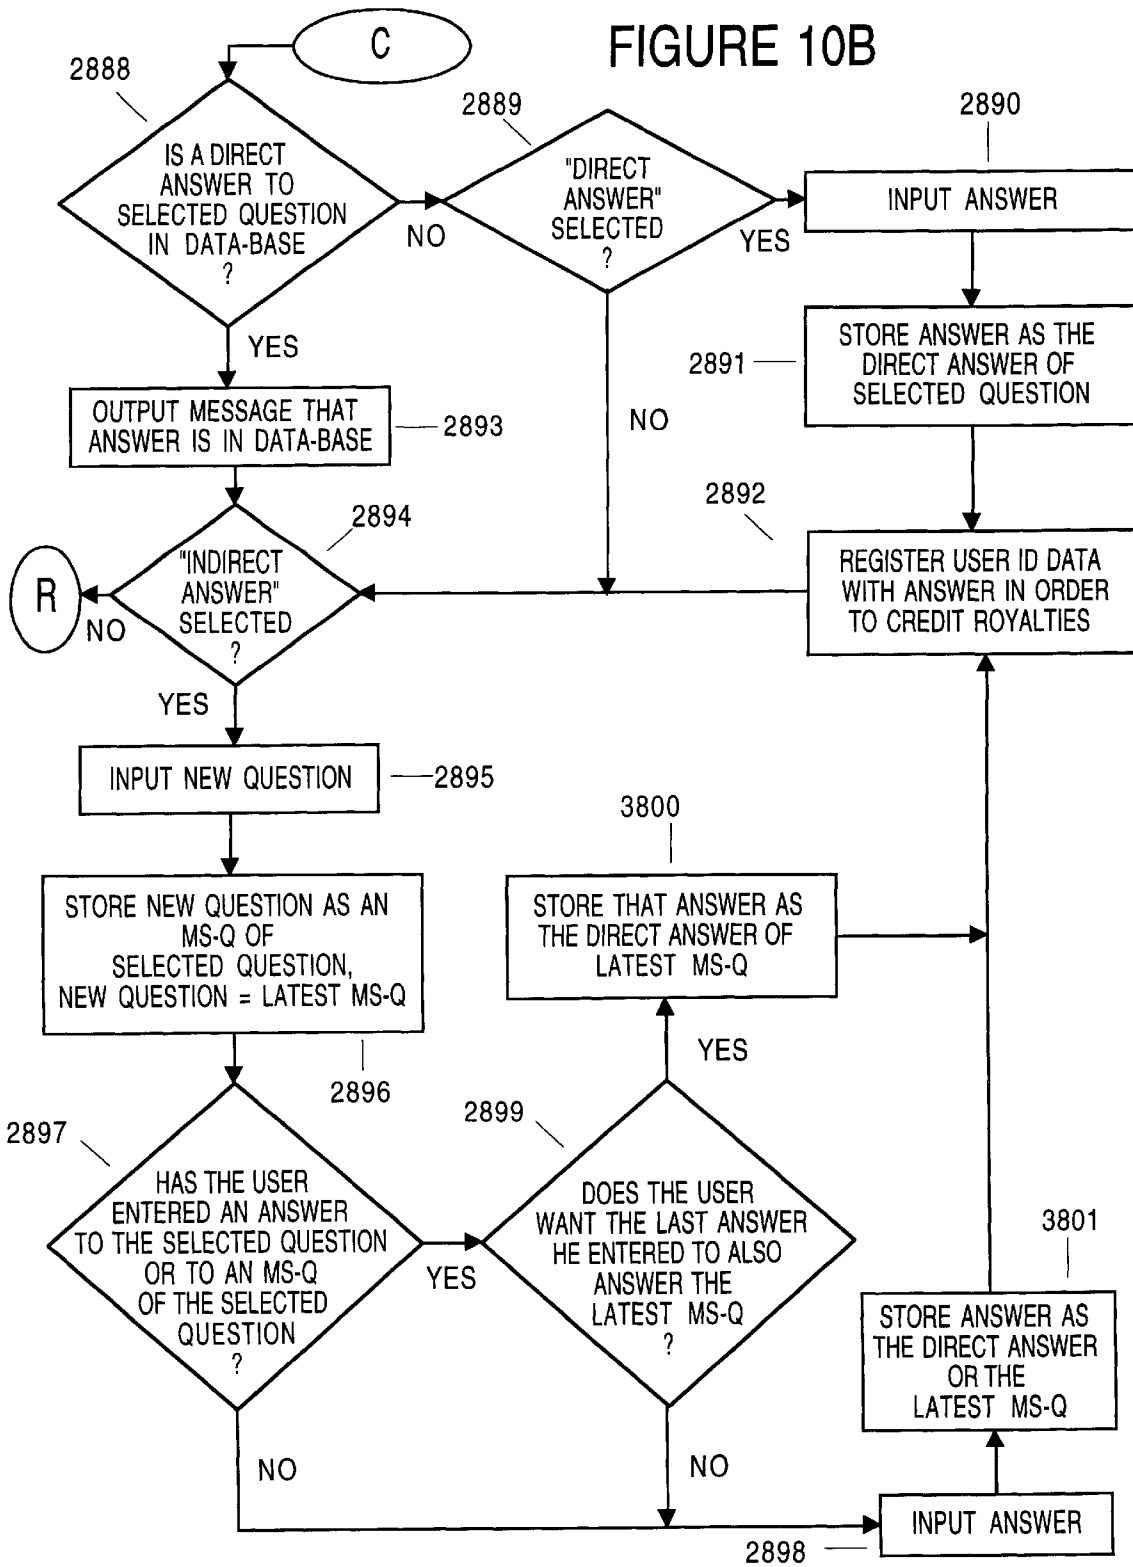 C
FIGURE 10B
2888
2889
2890
IS A DIRECT
ANSWER TO
SELECTED QUESTION
IN DATA-BASE
?
NO
"DIRECT
ANSWER"
SELECTED
?
YES
INPUT ANSWER
YES
NO
2891
STORE ANSWER AS THE
DIRECT ANSWER OF
SELECTED QUESTION
OUTPUT MESSAGE THAT
ANSWER IS IN DATA-BASE
2893
2892
2894
R
NO
"INDIRECT
ANSWER"
SELECTED
?
REGISTER USER ID DATA
WITH ANSWER IN ORDER
TO CREDIT ROYALTIES
YES
INPUT NEW QUESTION
2895
3800
STORE NEW QUESTION AS AN
MS-Q OF
SELECTED QUESTION,
NEW QUESTION = LATEST MS-Q
STORE THAT ANSWER AS
THE DIRECT ANSWER OF
LATEST MS-Q
YES
2896
2897
2899
HAS THE USER
ENTERED AN ANSWER
TO THE SELECTED QUESTION
OR TO AN MS-Q
OF THE SELECTED
QUESTION
?
YES
DOES THE USER
WANT THE LAST ANSWER
HE ENTERED TO ALSO
ANSWER THE
LATEST MS-Q
?
3801
STORE ANSWER AS
THE DIRECT ANSWER
OR THE
LATEST MS-Q
NO
NO
INPUT ANSWER
2898